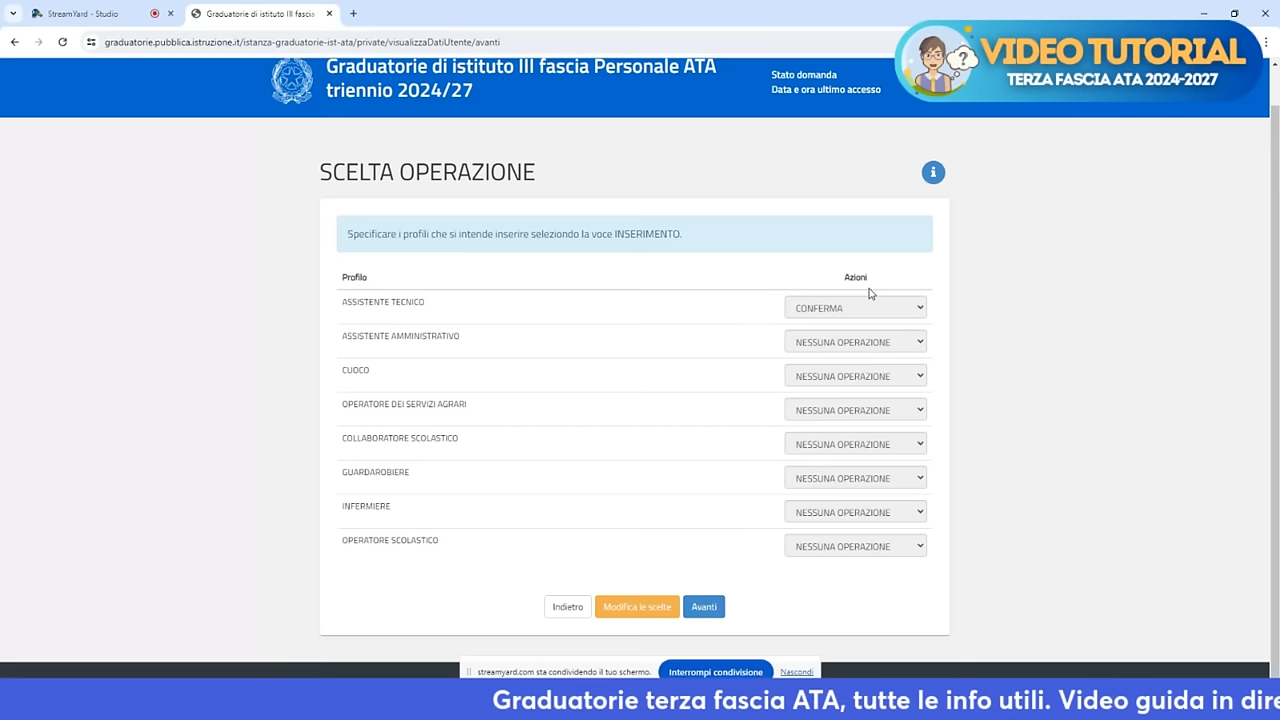 StreamYard - Studio
Graduatorie di istituto III fascia
graduatorie.pubblica.istruzione.it/istanza-graduatorie-ist-ata/private/visualizzaDatiUtente/avanti
VIDEO TUTORIAL
TERZA FASCIA ATA 2024-2027
Graduatorie di istituto III fascia Personale ATA
triennio 2024/27
Stato domanda
Data e ora ultimo accesso
SCELTA OPERAZIONE
Specificare i profili che si intende inserire seleziondo la voce INSERIMENTO.
Profilo Azioni
ASSISTENTE TECNICO CONFERMA
ASSISTENTE AMMINISTRATIVO NESSUNA OPERAZIONE
CUOCO NESSUNA OPERAZIONE
OPERATORE DEI SERVIZI AGRARI NESSUNA OPERAZIONE
COLLABORATORE SCOLASTICO NESSUNA OPERAZIONE
GUARDAROBIERE NESSUNA OPERAZIONE
INFERMIERE NESSUNA OPERAZIONE
OPERATORE SCOLASTICO NESSUNA OPERAZIONE
Indietro Modifica le scelte Avanti
streamyard.com sta condividendo il tuo schermo. Interrompi condivisione Nascondi
Graduatorie terza fascia ATA, tutte le info utili. Video guida in dire